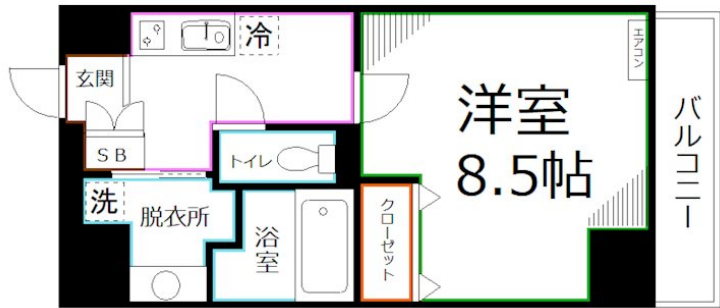 冷
エアコン
玄関
洋室
8.5帖
バルコニー
SB
トイレ
洗
脱衣所
浴室
クローゼット